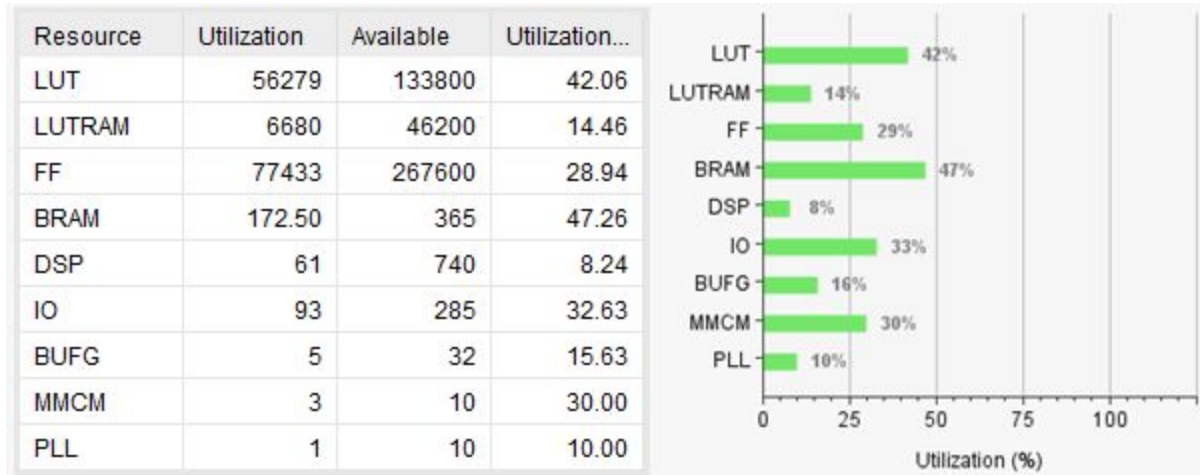 Resource Utilization Available Utilization...
LUT 56279 133800 42.06
LUTRAM 6680 46200 14.46
FF 77433 267600 28.94
BRAM 172.50 365 47.26
DSP 61 740 8.24
IO 93 285 32.63
BUFG 5 32 15.63
MMCM 3 10 30.00
PLL 1 10 10.00
LUT 42%
LUTRAM 14%
FF 29%
BRAM 47%
DSP 8%
IO 33%
BUFG 16%
MMCM 30%
PLL 10%
0 25 50 75 100
Utilization (%)